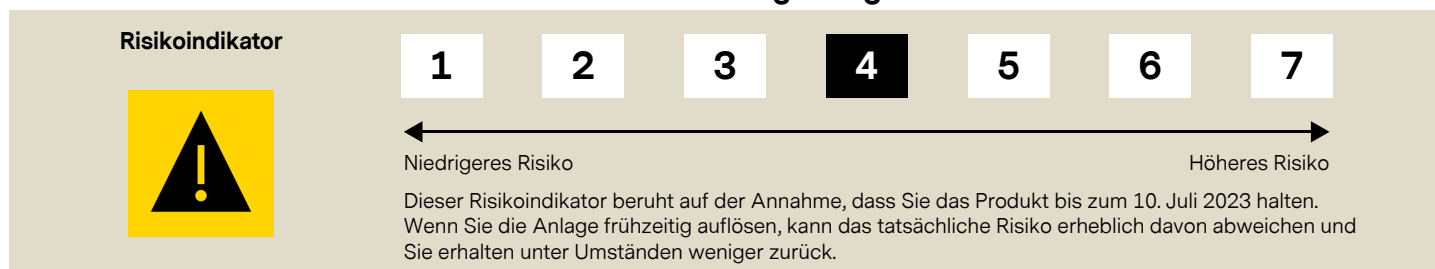 Risikoindikator
1 2 3 4 5 6 7
Niedrigeres Risiko Höheres Risiko
Dieser Risikoindikator beruht auf der Annahme, dass Sie das Produkt bis zum 10. Juli 2023 halten.
Wenn Sie die Anlage frühzeitig auflösen, kann das tatsächliche Risiko erheblich davon abweichen und
Sie erhalten unter Umständen weniger zurück.